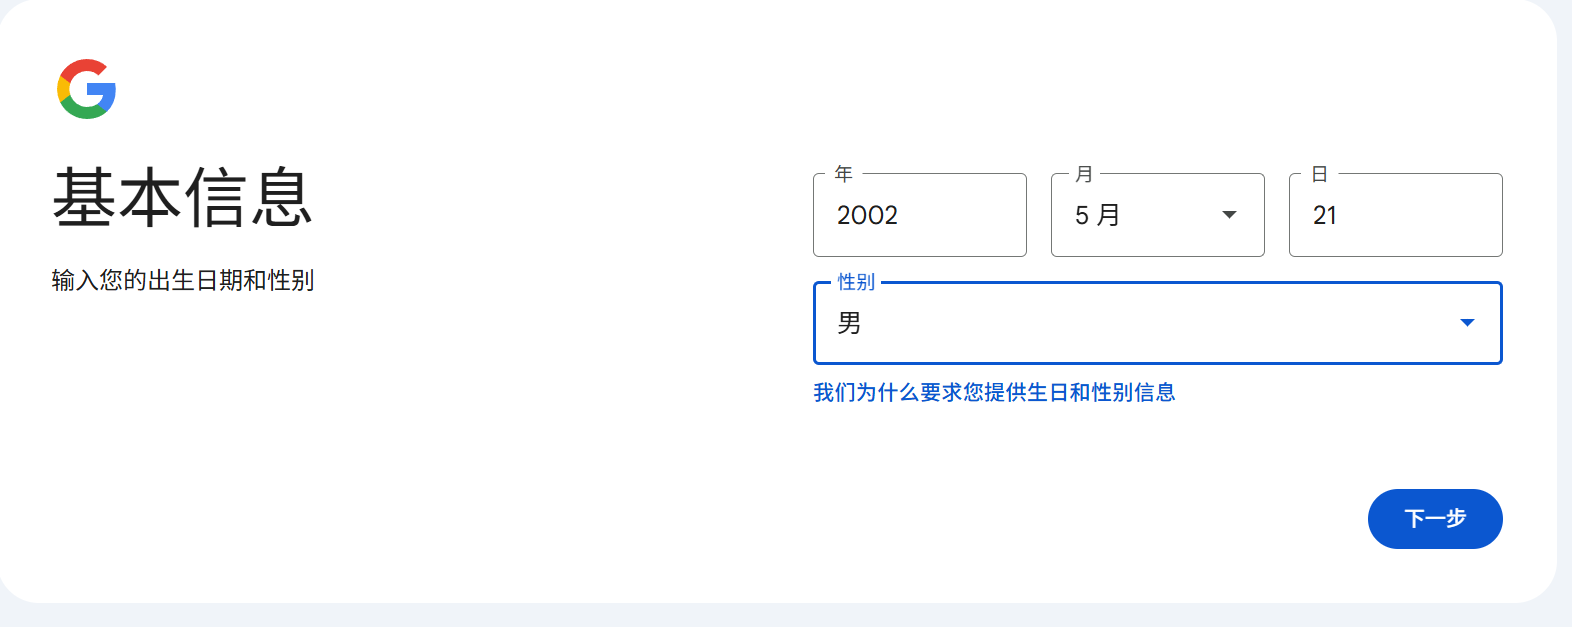 基本信息
输入您的出生日期和性别
年
2002
月
5 月
日
21
性别
男
我们为什么要求您提供生日和性别信息
下一步